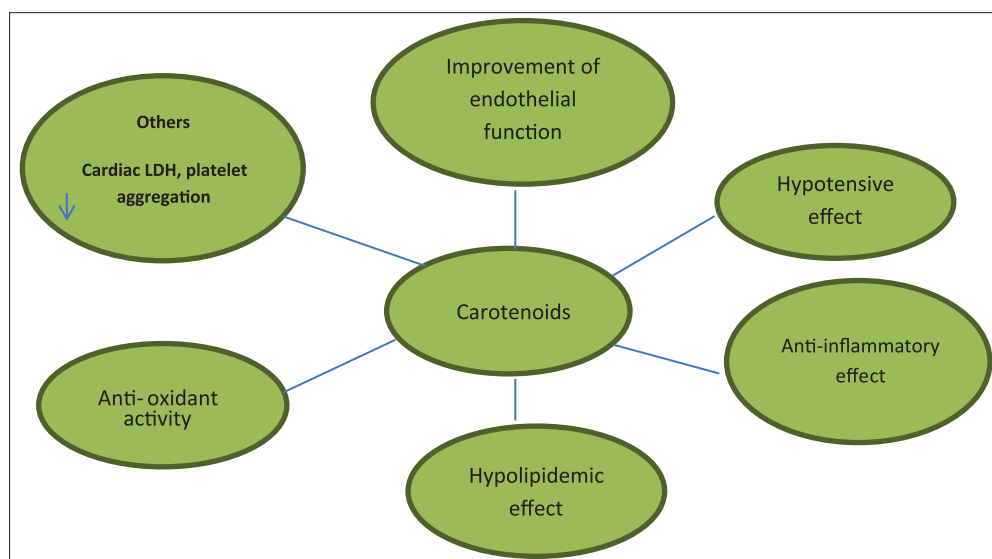 Improvement of
endothelial
function
Others
Cardiac LDH, platelet
aggregation
Hypotensive
effect
Carotenoids
Anti-inflammatory
effect
Anti- oxidant
activity
Hypolipidemic
effect